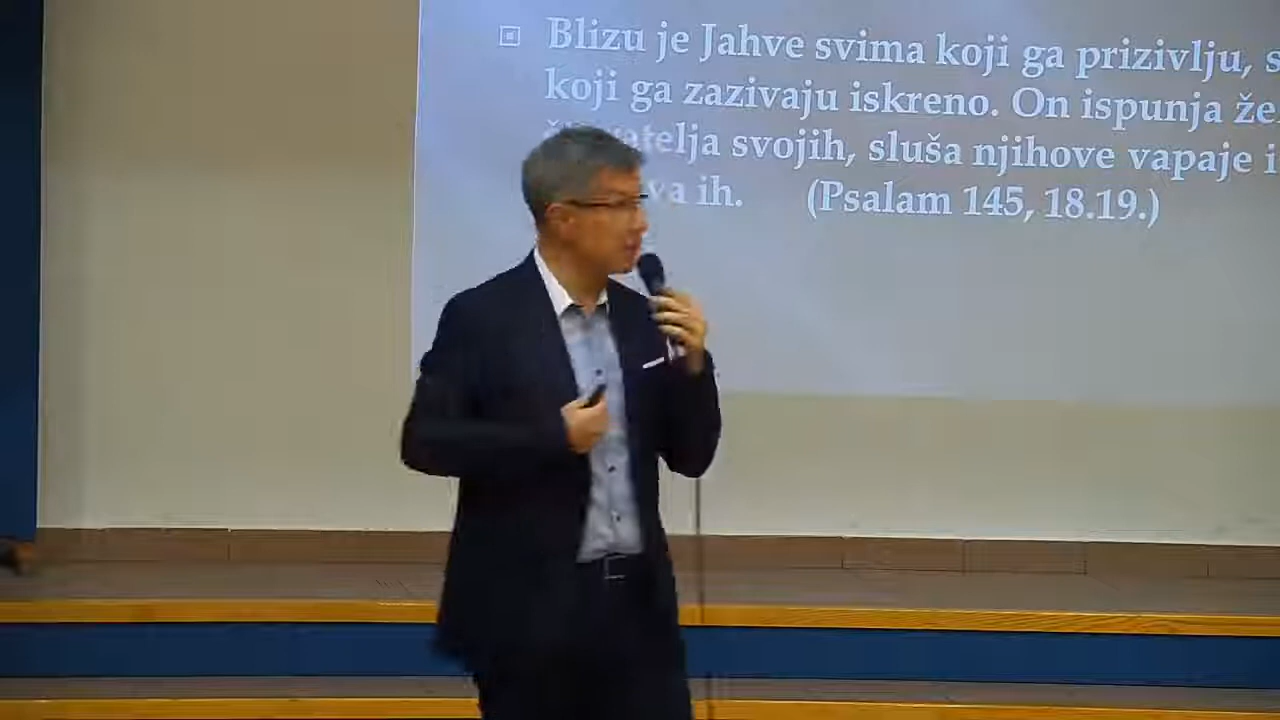 Blizu je Jahve svima koji ga prizivlju,
koji ga zazivaju iskreno. On ispunja
svojih, sluša njihove vapaje i
ih. (Psalam 145, 18.19.)